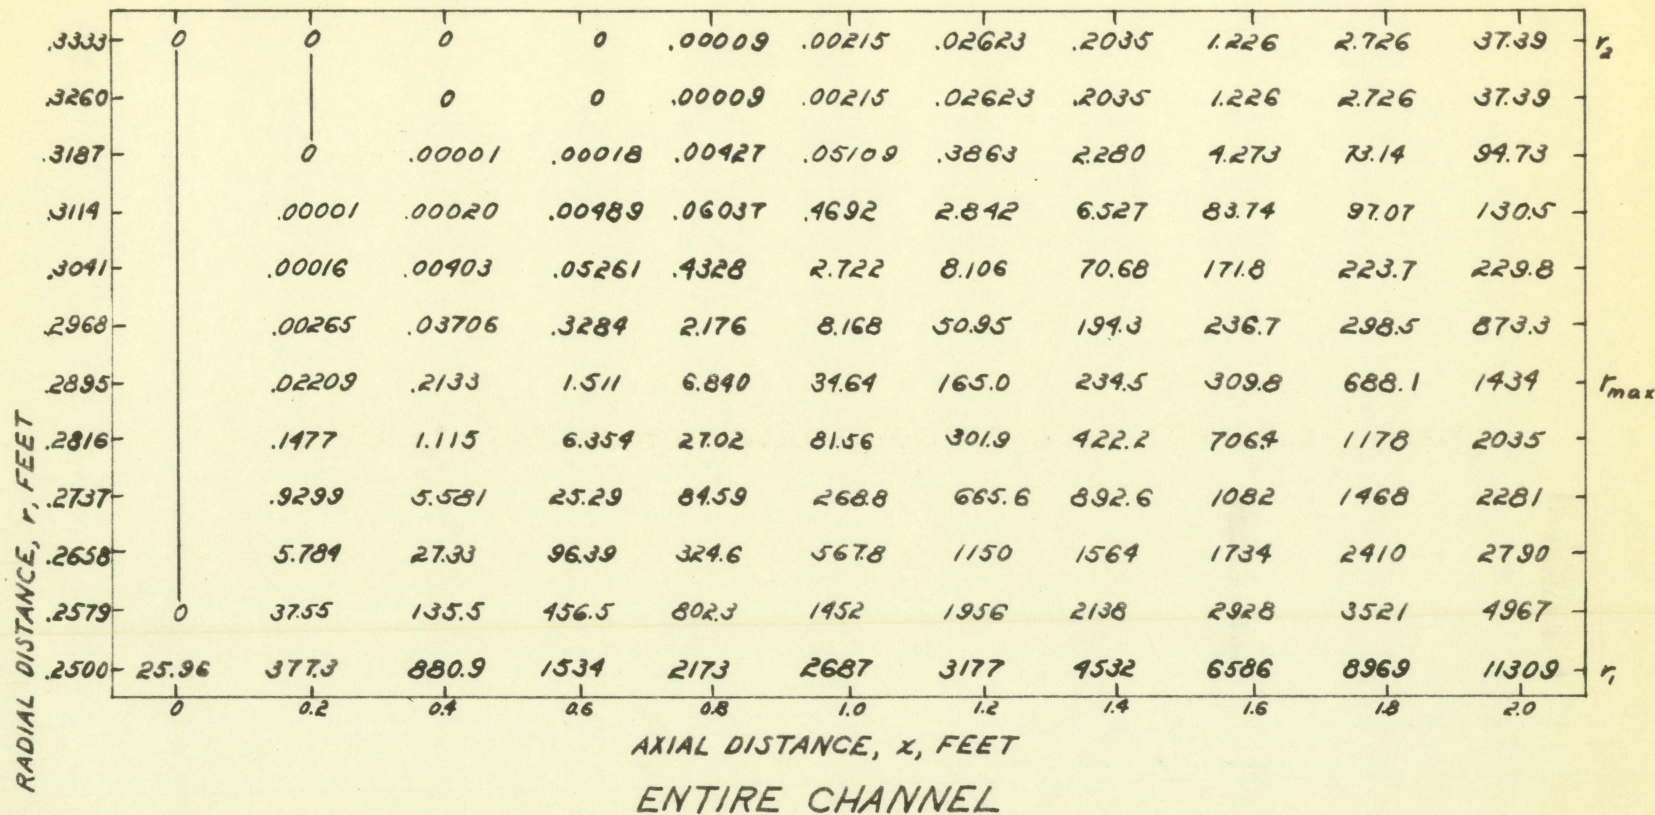 .3333 0 0 0 0 .00009 .00215 .02623 .2035 1.226 2.726 37.39 r₂
.3260 0 0 .00009 .00215 .02623 .2035 1.226 2.726 37.39
.3187 0 .00001 .00018 .00427 .05109 .3863 2.280 4.273 73.14 94.73
.3114 .00001 .00020 .00489 .06037 .4692 2.842 6.527 83.74 97.07 130.5
.3041 .00016 .00403 .05261 .4328 2.722 8.106 70.68 171.8 223.7 229.8
.2968 .00265 .03706 .3284 2.176 8.168 50.95 194.3 236.7 298.5 873.3
.2895 .02209 .2133 1.511 6.840 34.64 165.0 234.5 309.8 688.1 1434 rmax
.2816 .1477 1.115 6.354 27.02 81.56 301.9 422.2 706.4 1178 2035
.2737 .9299 5.581 25.29 84.59 268.8 665.6 892.6 1082 1468 2281
.2658 5.784 27.33 96.39 324.6 567.8 1150 1564 1734 2410 2790
.2579 0 37.55 135.5 456.5 802.3 1452 1956 2138 2928 3521 4967
.2500 25.96 377.3 880.9 1534 2173 2687 3177 4532 6586 8969 11309 r₁
0 0.2 0.4 0.6 0.8 1.0 1.2 1.4 1.6 1.8 2.0
RADIAL DISTANCE, r, FEET
AXIAL DISTANCE, x, FEET
ENTIRE CHANNEL